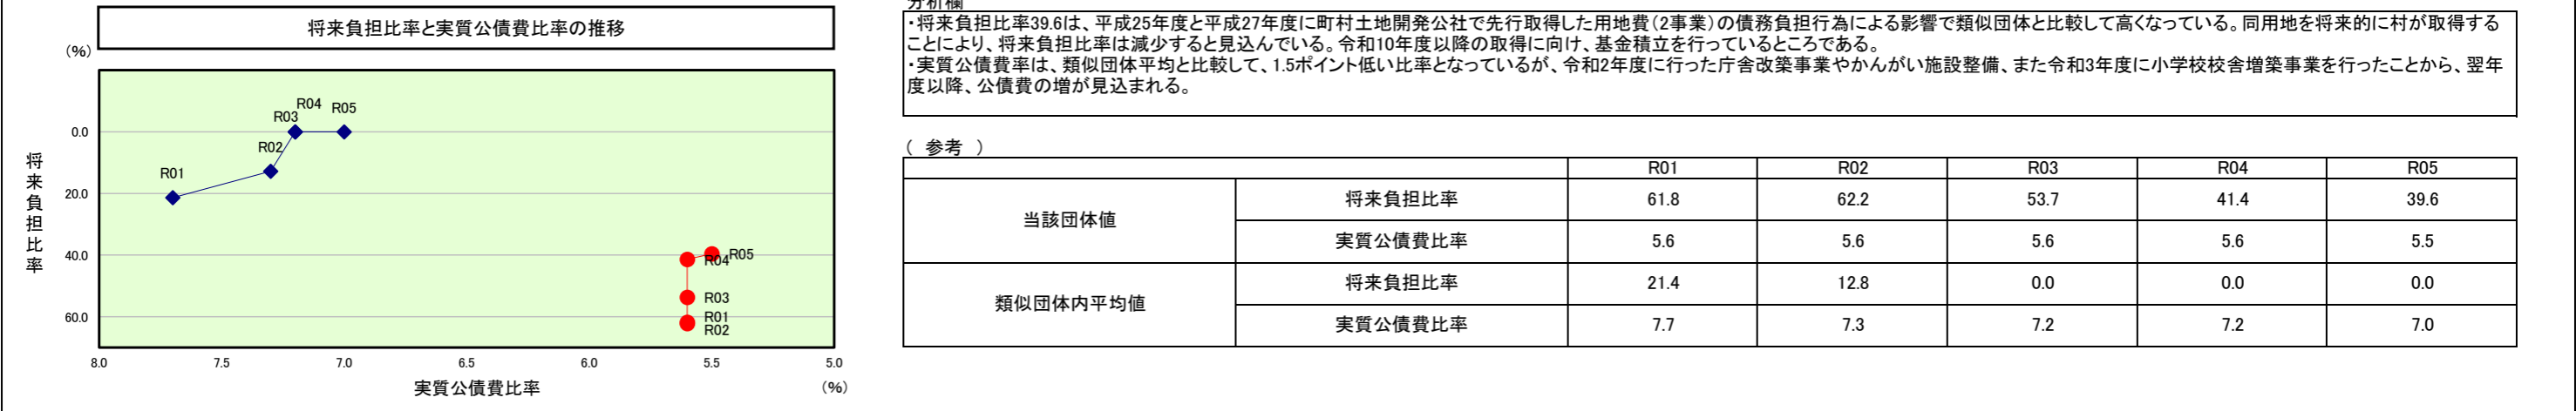 分析欄
将来負担比率と実質公債費比率の推移
(%)
R01
R02
R03
R04
R05
0.0
20.0
40.0
60.0
将来負担比率
R05
R04
R03
R01
R02
8.0
7.5
7.0
6.5
6.0
5.5
5.0
実質公債費比率
(%)
・将来負担比率39.6は、平成25年度と平成27年度に町村土地開発公社で先行取得した用地費(2事業)の債務負担行為による影響で類似団体と比較して高くなっている。同用地を将来的に村が取得する
ことにより、将来負担比率は減少すると見込んでいる。令和10年度以降の取得に向け、基金積立を行っているところである。
・実質公債費率は、類似団体平均と比較して、1.5ポイント低い比率となっているが、令和2年度に行った庁舎改築事業やかんがい施設整備、また令和3年度に小学校校舎増築事業を行ったことから、翌年
度以降、公債費の増が見込まれる。
( 参考 )
R01 R02 R03 R04 R05
当該団体値
将来負担比率 61.8 62.2 53.7 41.4 39.6
実質公債費比率 5.6 5.6 5.6 5.6 5.5
類似団体内平均値
将来負担比率 21.4 12.8 0.0 0.0 0.0
実質公債費比率 7.7 7.3 7.2 7.2 7.0